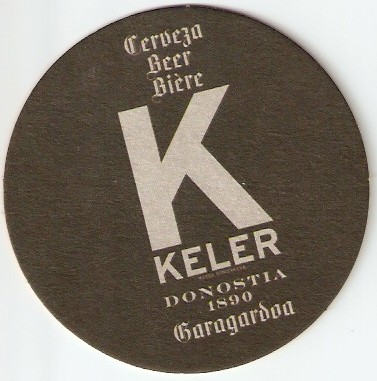 Cerveza
Beer
Bière
K
KELER
DONOSTIA
1890
Garagardoa